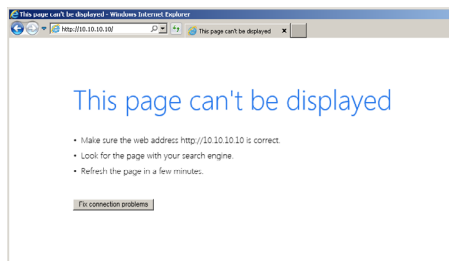 This page can't be displayed - Windows Internet Explorer
http://10.10.10.10/
This page can't be displayed
This page can't be displayed
• Make sure the web address http://10.10.10.10 is correct.
• Look for the page with your search engine.
• Refresh the page in a few minutes.
Fix connection problems